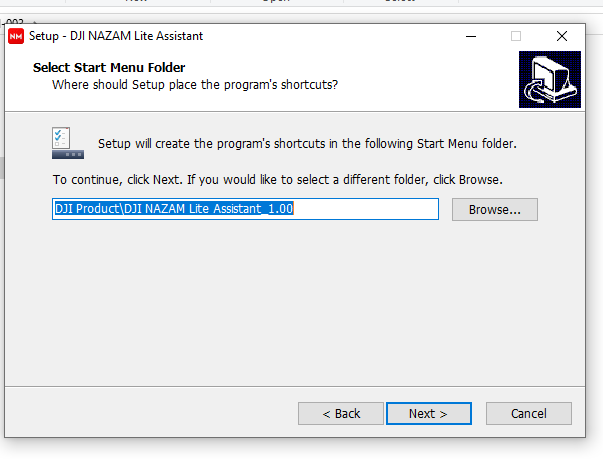 Setup - DJI NAZAM Lite Assistant
Select Start Menu Folder
Where should Setup place the program's shortcuts?
Setup will create the program's shortcuts in the following Start Menu folder.
To continue, click Next. If you would like to select a different folder, click Browse.
DJI Product\DJI NAZAM Lite Assistant_1.00
Browse...
< Back
Next >
Cancel